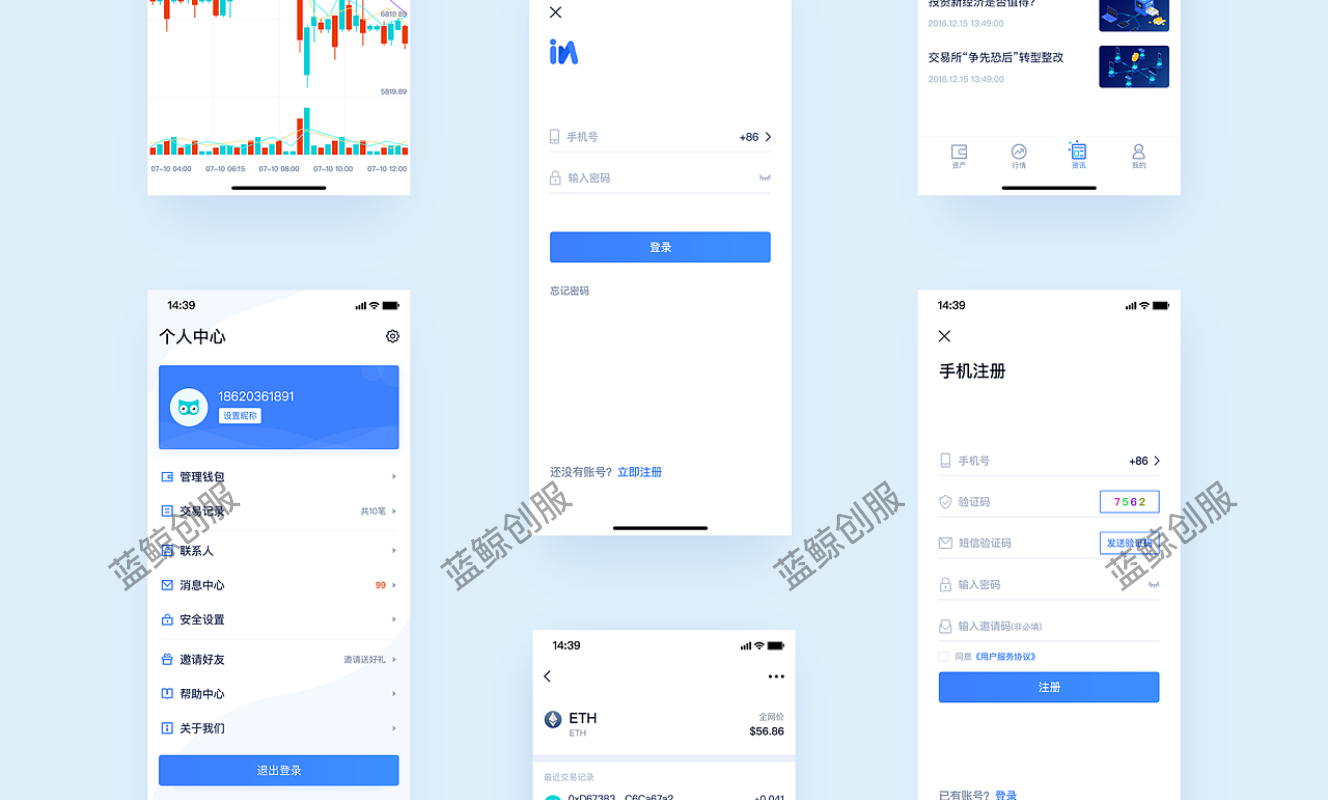 6819.89
5819.89
07-10 04:00 07-10 06:15 07-10 08:00 07-10 10:00 07-10 12:00
in
手机号 +86
输入密码
登录
忘记密码
还没有账号？立即注册
投资新经济是否值得？
2016.12.15 13:49:00
交易所“争先恐后”转型整改
2016.12.15 13:49:00
资产 行情 资讯 我的
14:39
个人中心
18620361891
设置昵称
管理钱包
交易记录 共10笔
联系人
消息中心 99
安全设置
邀请好友 邀请送好礼
帮助中心
关于我们
退出登录
14:39
ETH
ETH
全网价
$56.86
最近交易记录
0xD67383...C6Ca67a2 +0.041
14:39
手机注册
手机号 +86
验证码 7562
短信验证码 发送验证码
输入密码
输入邀请码(非必填)
同意《用户服务协议》
注册
已有账号？登录
蓝鲸创服
蓝鲸创服
蓝鲸创服
蓝鲸创服